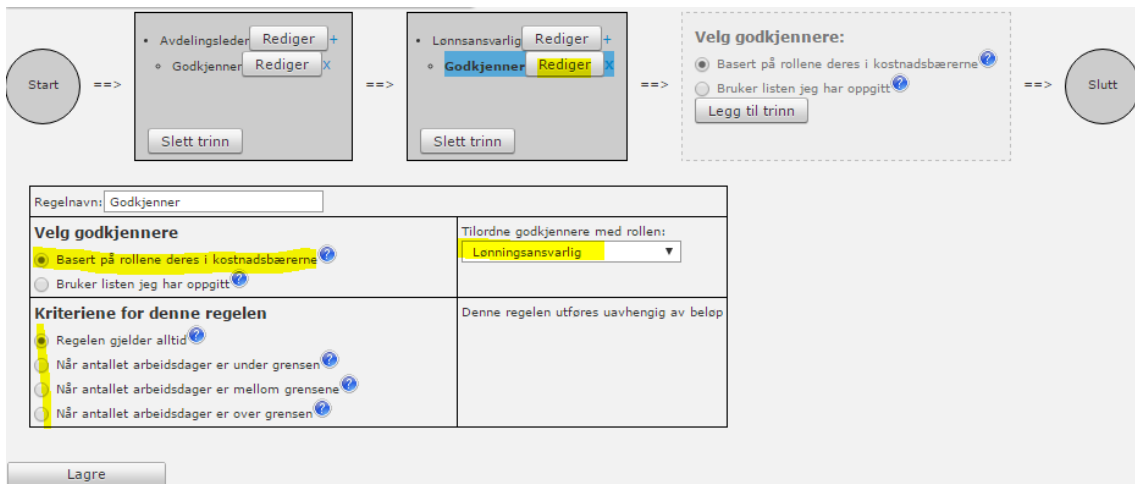 Start
==>
Avdelingsleder Rediger +
Godkjenner Rediger x
Slett trinn
==>
Lønnsansvarlig Rediger +
Godkjenner Rediger x
Slett trinn
==>
Velg godkjennere:
Basert på rollene deres i kostnadsbærerne ?
Bruker listen jeg har oppgitt ?
Legg til trinn
==>
Slutt
Regelnavn: Godkjenner
Velg godkjennere
Basert på rollene deres i kostnadsbærerne ?
Bruker listen jeg har oppgitt ?
Tilordne godkjennere med rollen:
Lønningsansvarlig
Kriteriene for denne regelen
Regelen gjelder alltid ?
Når antallet arbeidsdager er under grensen ?
Når antallet arbeidsdager er mellom grensene ?
Når antallet arbeidsdager er over grensen ?
Denne regelen utføres uavhengig av beløp
Lagre